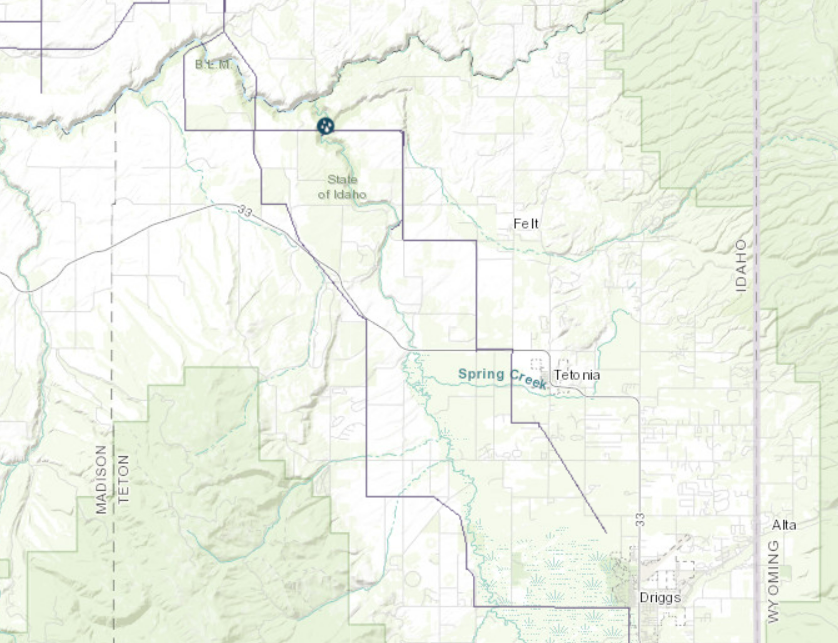 B.L.M.
State
of Idaho
33
Felt
IDAHO
Spring Creek
Tetonia
MADISON
TETON
33
Alta
WYOMING
Driggs